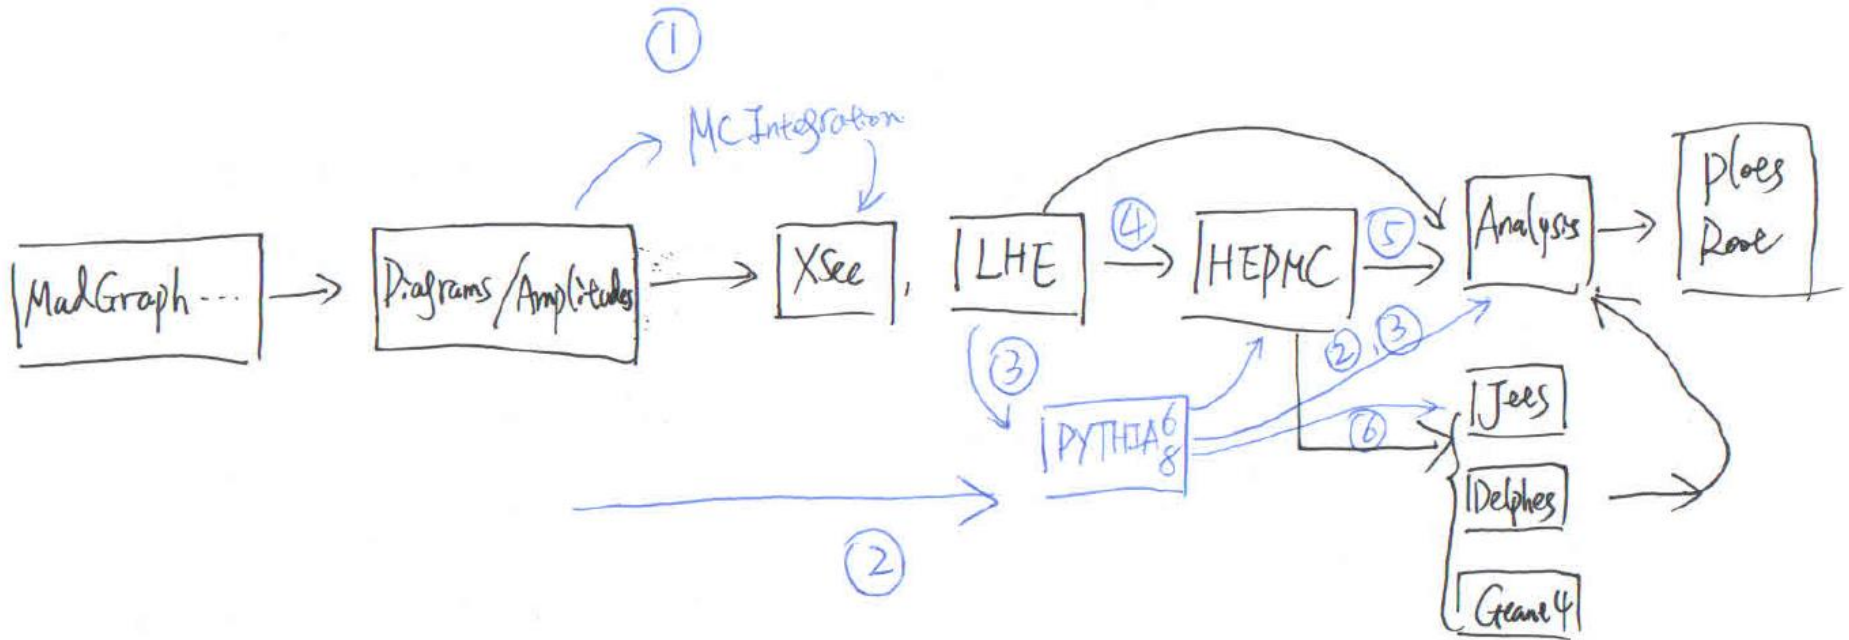 ①
MC Integration
MadGraph ...
Diagrams/Amplitudes
XSec,
LHE
④
HEPMC
⑤
Analysis
Plots
Root
③
②,③
PYTHIA 6
8
⑥
Jets
Delphes
Geant4
②